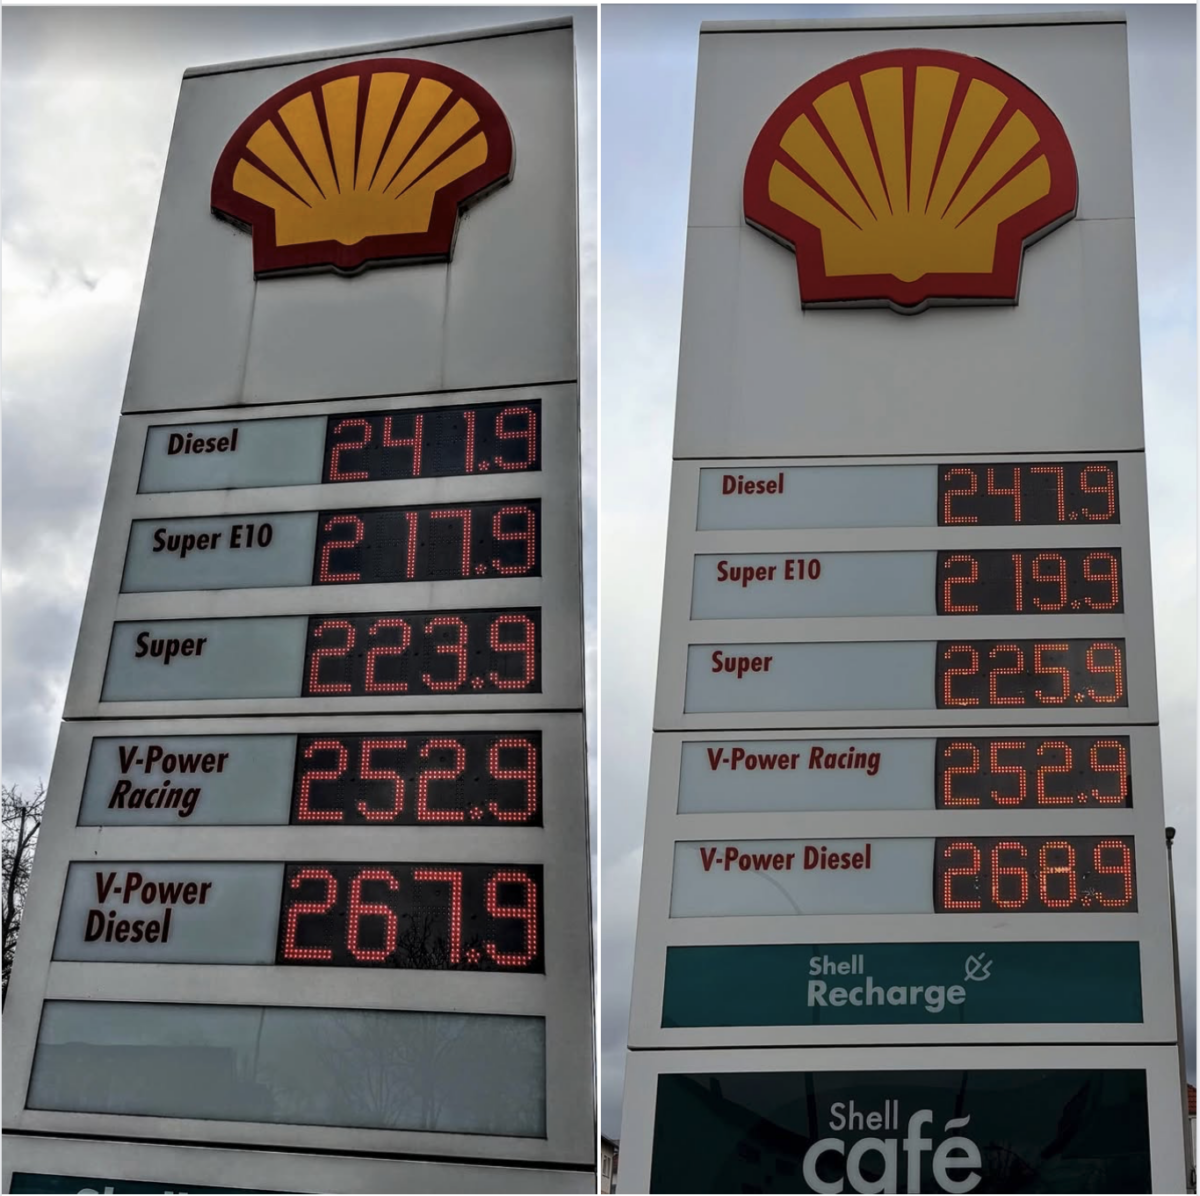 Diesel 241.9
Super E10 217.9
Super 223.9
V-Power
Racing 252.9
V-Power
Diesel 267.9
Diesel 247.9
Super E10 219.9
Super 225.9
V-Power Racing 252.9
V-Power Diesel 268.9
Shell
Recharge
Shell
café